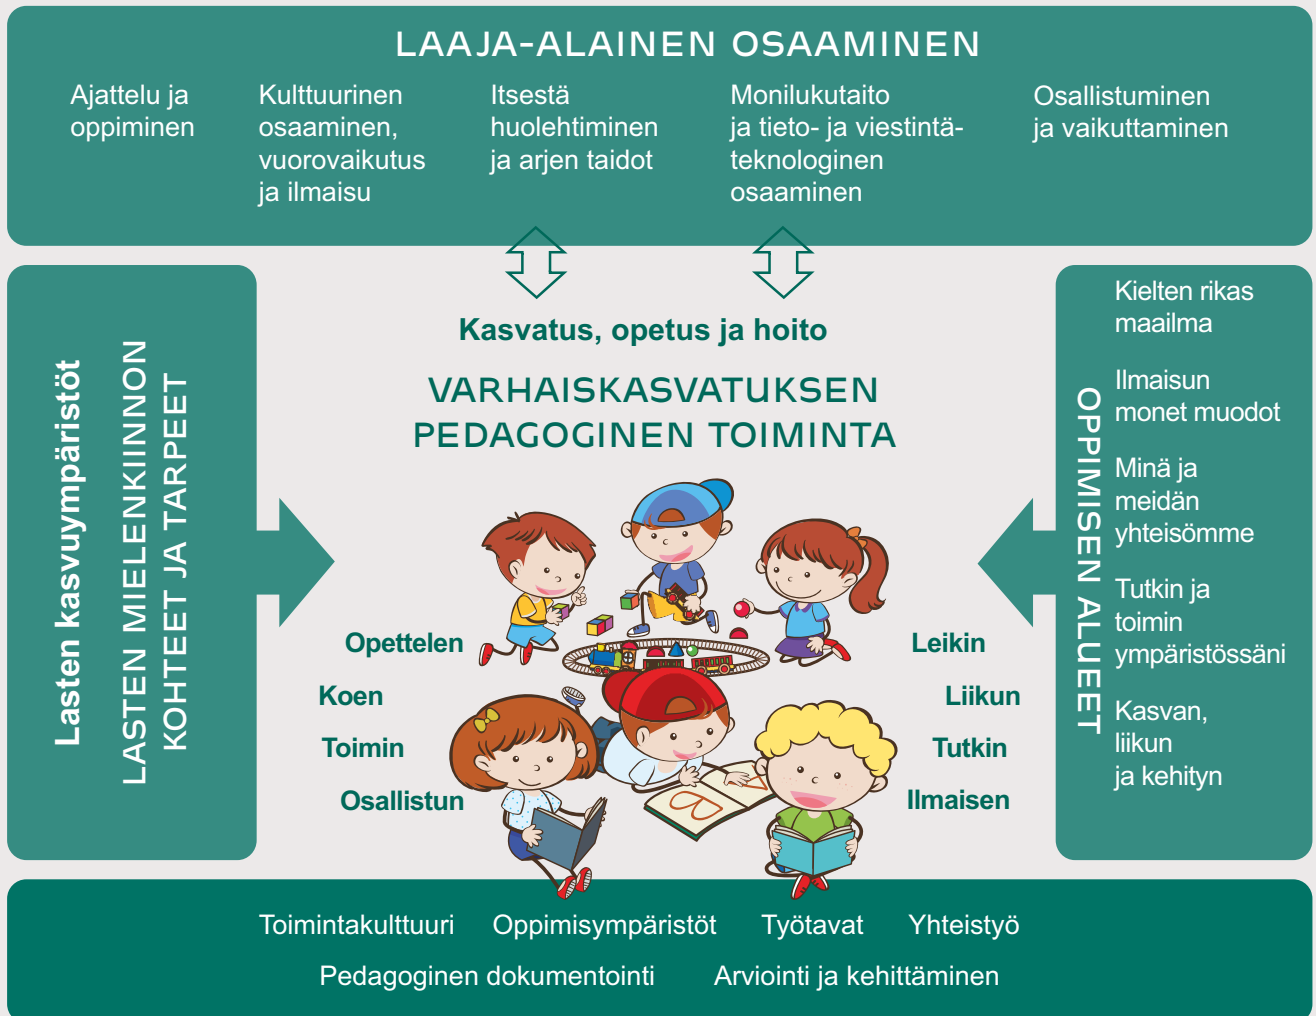 LAAJA-ALAINEN OSAAMINEN
Ajattelu ja
oppiminen
Kulttuurinen
osaaminen,
vuorovaikutus
ja ilmaisu
Itsestä
huolehtiminen
ja arjen taidot
Monilukutaito
ja tieto- ja viestintä-
teknologinen
osaaminen
Osallistuminen
ja vaikuttaminen
Lasten kasvuympäristöt
LASTEN MIELENKIINNON
KOHTEET JA TARPEET
Kasvatus, opetus ja hoito
VARHAISKASVATUKSEN
PEDAGOGINEN TOIMINTA
Opettelen
Koen
Toimin
Osallistun
Leikin
Liikun
Tutkin
Ilmaisen
A
B
OPPIMISEN ALUEET
Kielten rikas
maailma
Ilmaisun
monet muodot
Minä ja
meidän
yhteisömme
Tutkin ja
toimin
ympäristössäni
Kasvan,
liikun
ja kehityn
Toimintakulttuuri Oppimisympäristöt Työtavat Yhteistyö
Pedagoginen dokumentointi Arviointi ja kehittäminen